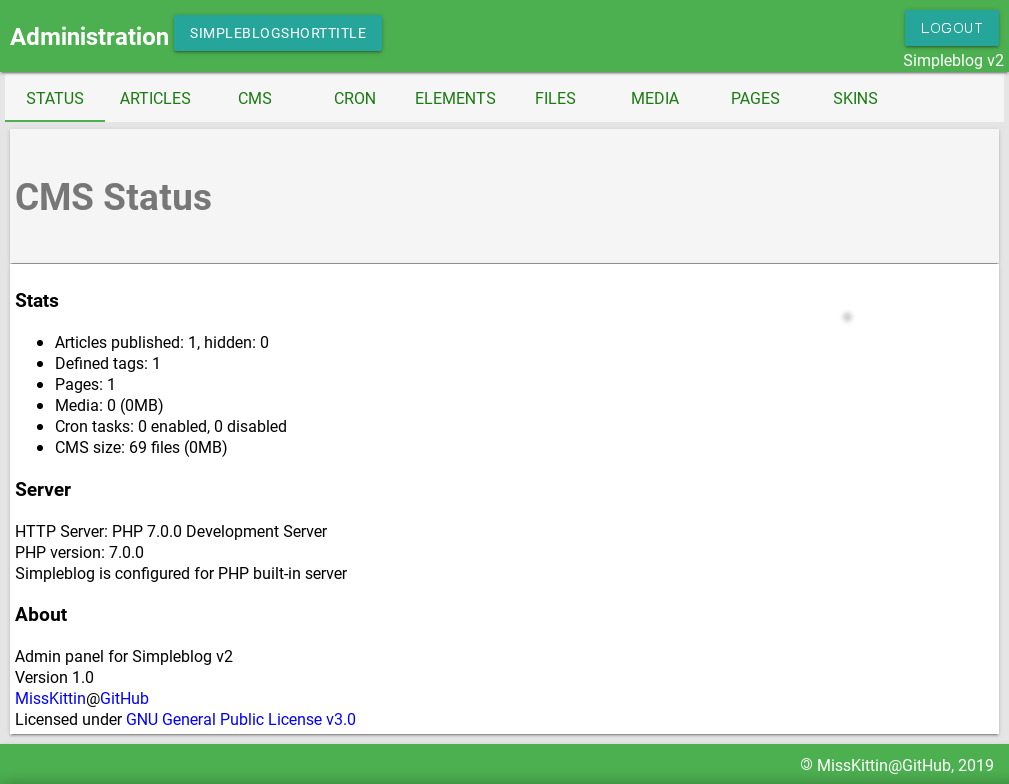 Administration SIMPLEBLOGSHORTTITLE LOGOUT
Simpleblog v2
STATUS ARTICLES CMS CRON ELEMENTS FILES MEDIA PAGES SKINS
CMS Status
Stats
• Articles published: 1, hidden: 0
• Defined tags: 1
• Pages: 1
• Media: 0 (0MB)
• Cron tasks: 0 enabled, 0 disabled
• CMS size: 69 files (0MB)
Server
HTTP Server: PHP 7.0.0 Development Server
PHP version: 7.0.0
Simpleblog is configured for PHP built-in server
About
Admin panel for Simpleblog v2
Version 1.0
MissKittin@GitHub
Licensed under GNU General Public License v3.0
🄯 MissKittin@GitHub, 2019